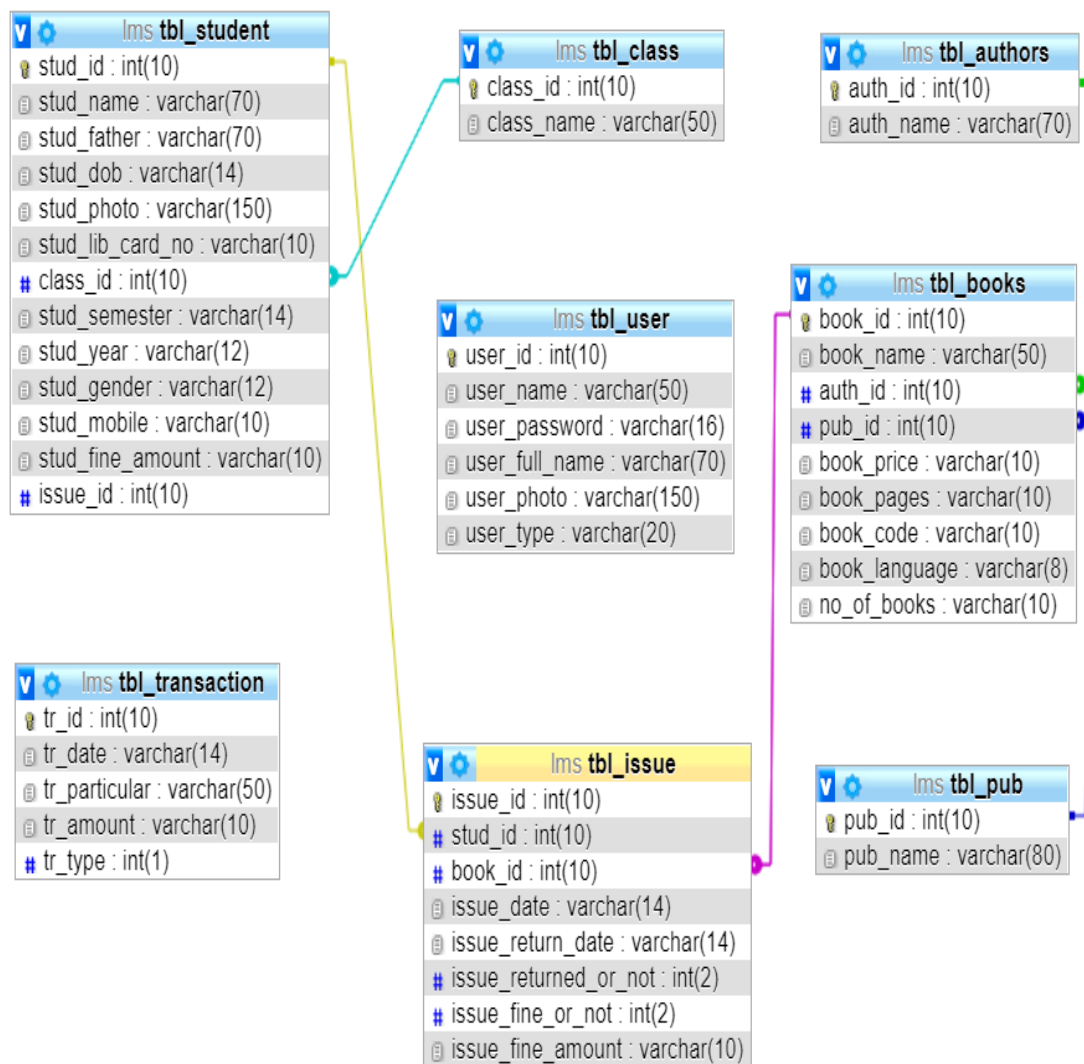 lms tbl_student
stud_id : int(10)
stud_name : varchar(70)
stud_father : varchar(70)
stud_dob : varchar(14)
stud_photo : varchar(150)
stud_lib_card_no : varchar(10)
class_id : int(10)
stud_semester : varchar(14)
stud_year : varchar(12)
stud_gender : varchar(12)
stud_mobile : varchar(10)
stud_fine_amount : varchar(10)
issue_id : int(10)
lms tbl_class
class_id : int(10)
class_name : varchar(50)
lms tbl_authors
auth_id : int(10)
auth_name : varchar(70)
lms tbl_user
user_id : int(10)
user_name : varchar(50)
user_password : varchar(16)
user_full_name : varchar(70)
user_photo : varchar(150)
user_type : varchar(20)
lms tbl_books
book_id : int(10)
book_name : varchar(50)
auth_id : int(10)
pub_id : int(10)
book_price : varchar(10)
book_pages : varchar(10)
book_code : varchar(10)
book_language : varchar(8)
no_of_books : varchar(10)
lms tbl_transaction
tr_id : int(10)
tr_date : varchar(14)
tr_particular : varchar(50)
tr_amount : varchar(10)
tr_type : int(1)
lms tbl_issue
issue_id : int(10)
stud_id : int(10)
book_id : int(10)
issue_date : varchar(14)
issue_return_date : varchar(14)
issue_returned_or_not : int(2)
issue_fine_or_not : int(2)
issue_fine_amount : varchar(10)
lms tbl_pub
pub_id : int(10)
pub_name : varchar(80)